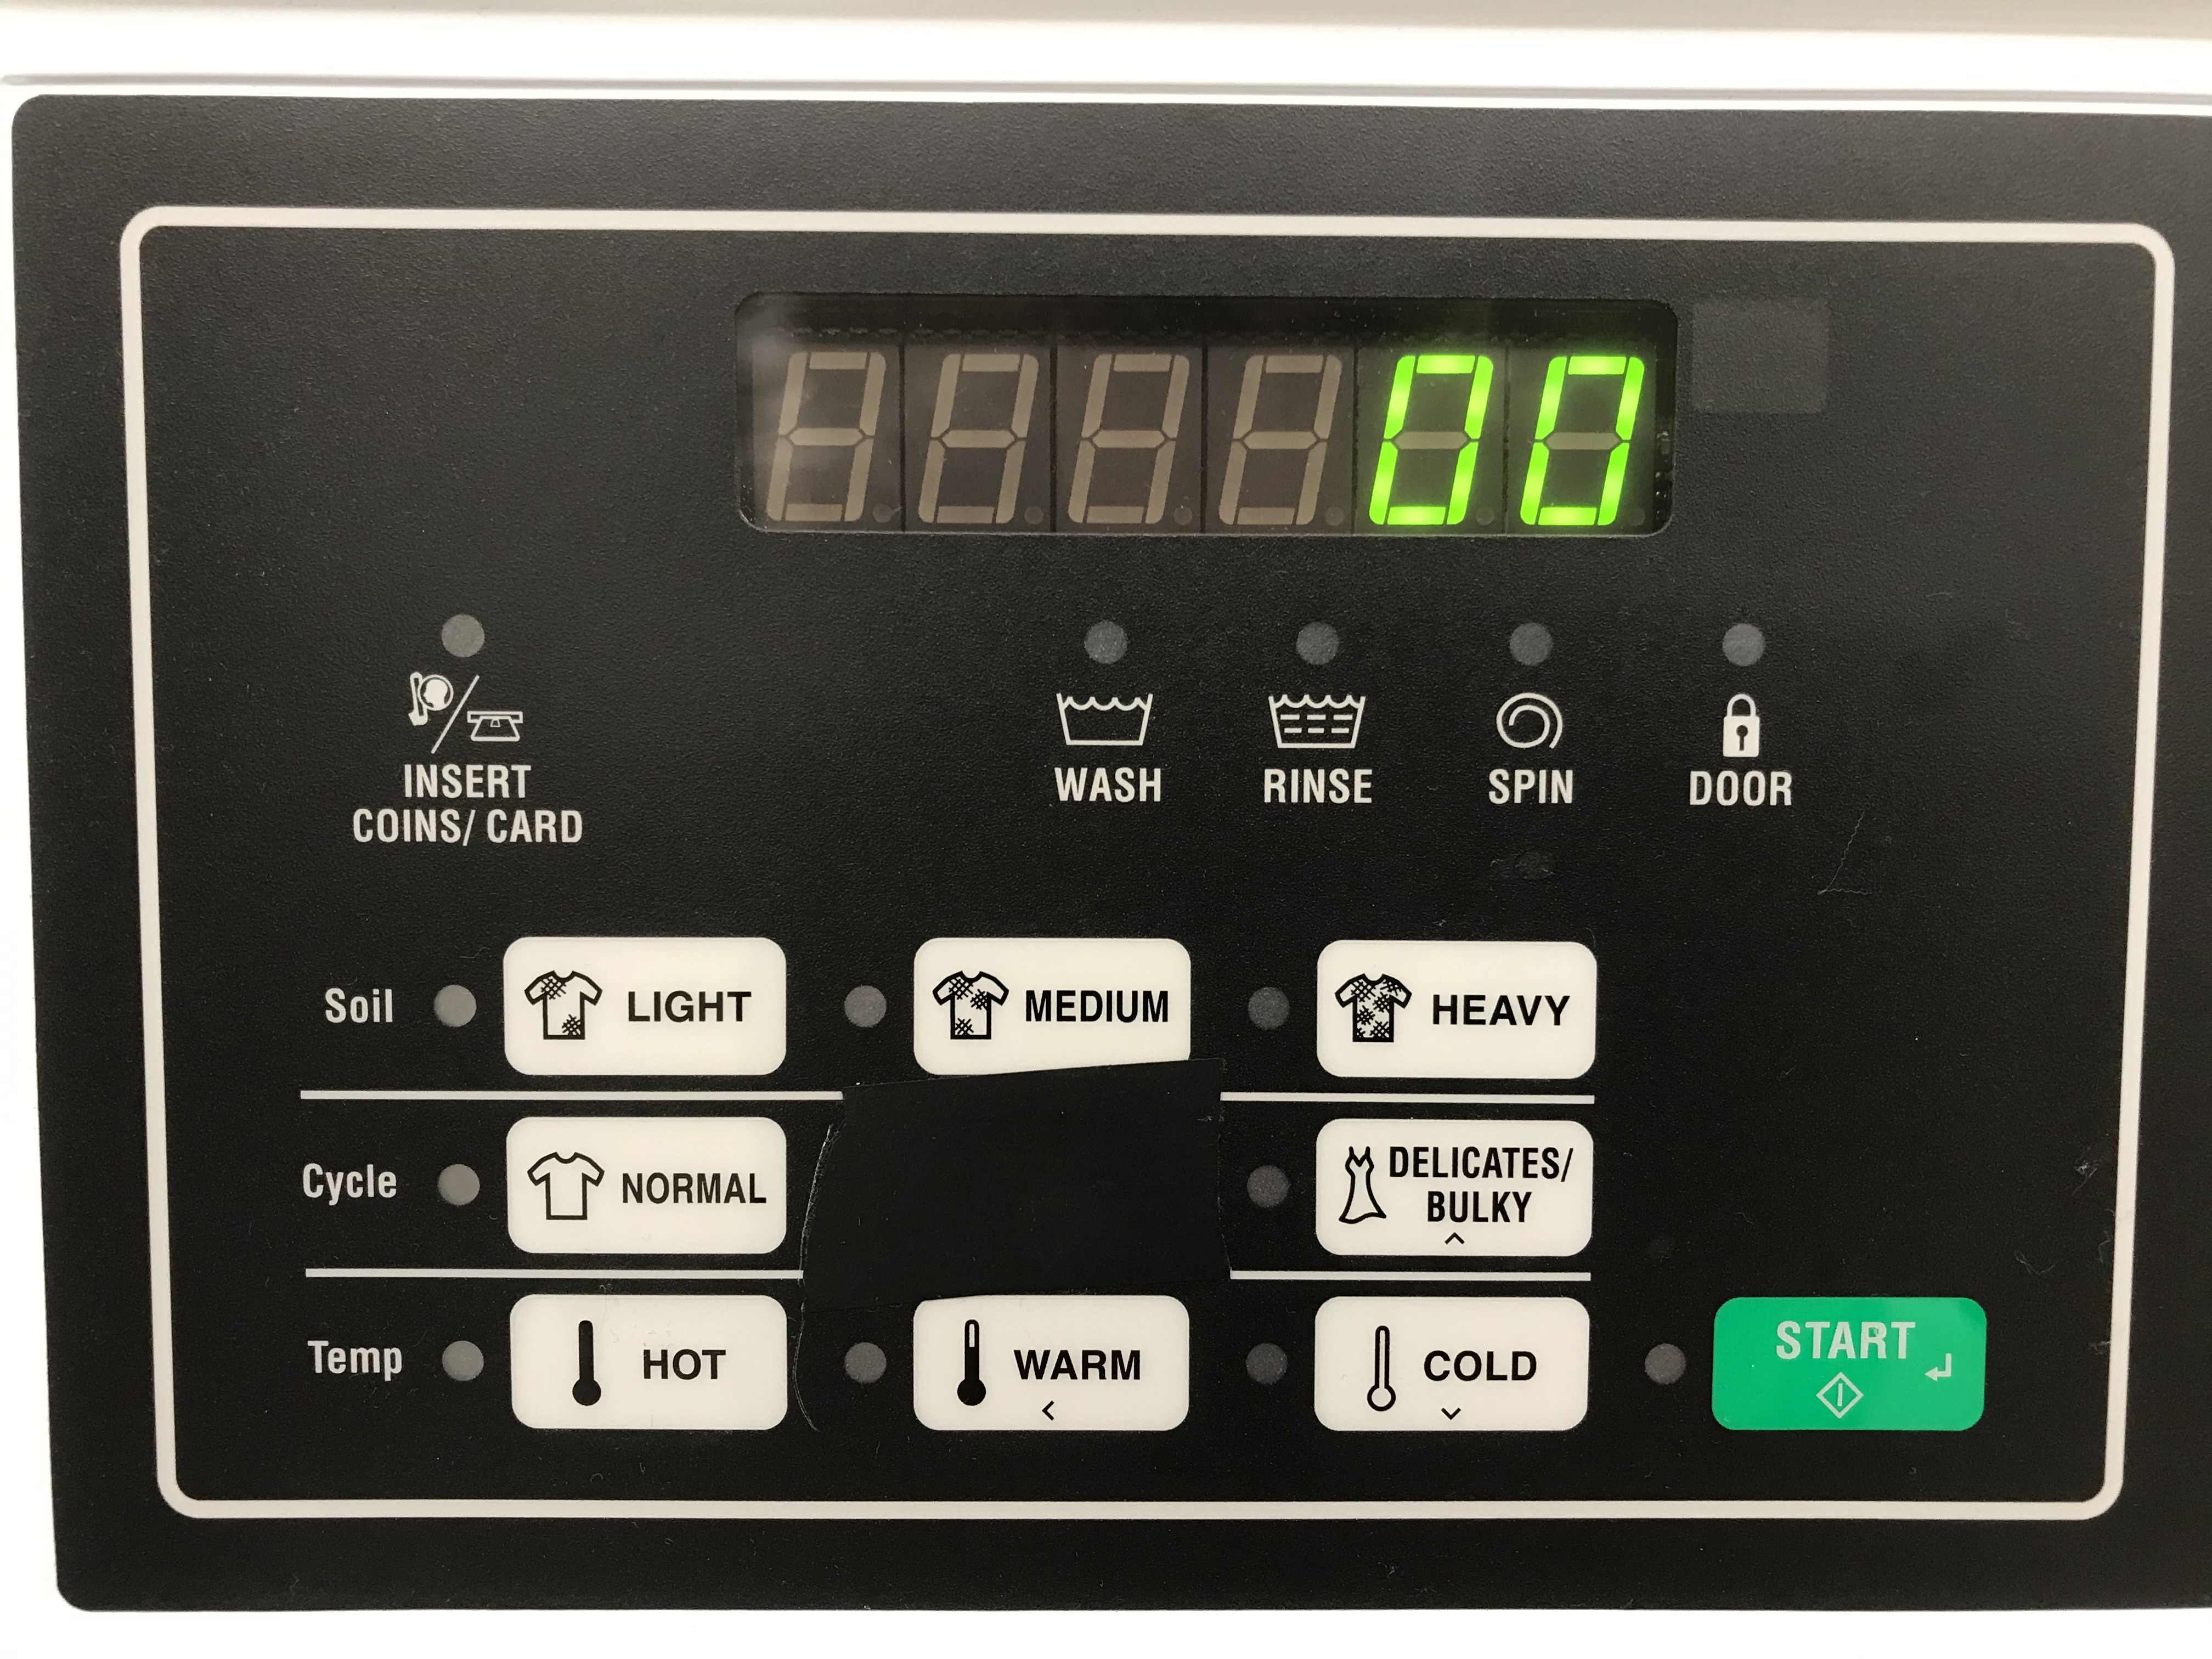 00
INSERT
COINS/ CARD
WASH
RINSE
SPIN
DOOR
Soil
LIGHT
MEDIUM
HEAVY
Cycle
NORMAL
DELICATES/
BULKY
Temp
HOT
WARM
COLD
START